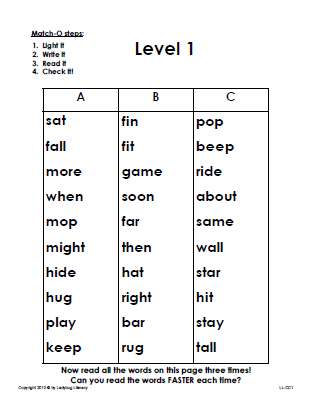 Match-O steps:
1. Light It
2. Write It
3. Read It
4. Check It!
Level 1
A B C
sat fin pop
fall fit beep
more game ride
when soon about
mop far same
might then wall
hide hat star
hug right hit
play bar stay
keep rug tall
Now read all the words on this page three times!
Can you read the words FASTER each time?
Copyright 2013 © by Ladybug Literacy LL-CC1